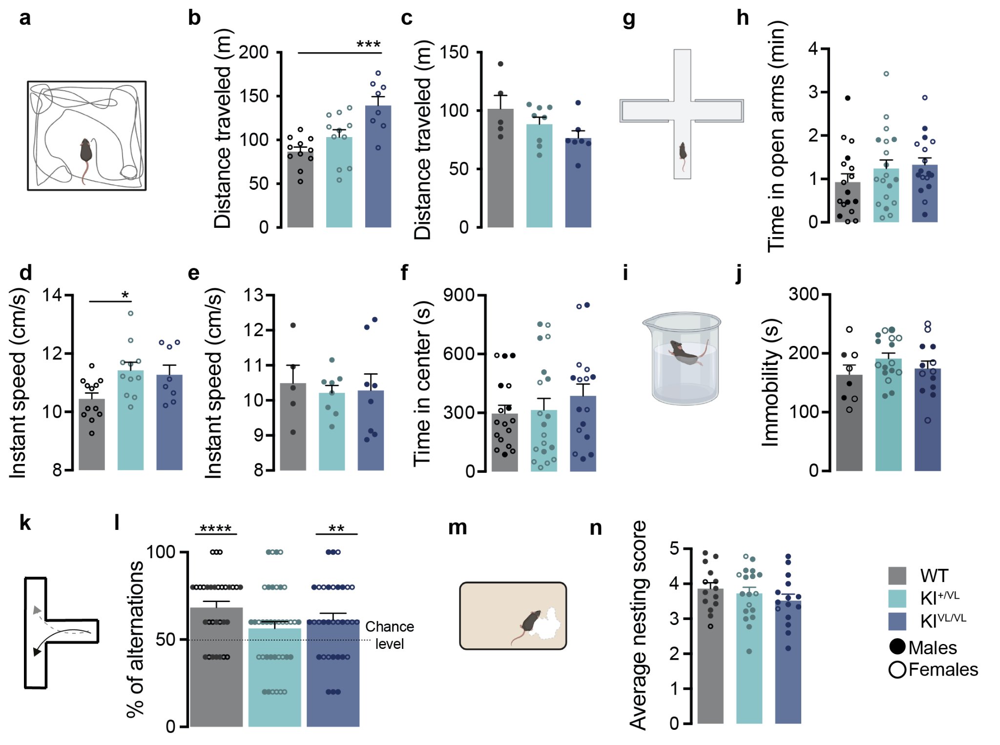 a
b
Distance traveled (m)
200
150
100
50
0
***
c
Distance traveled (m)
150
100
50
0
g
h
Time in open arms (min)
4
3
2
1
0
d
Instant speed (cm/s)
14
12
10
8
*
e
Instant speed (cm/s)
13
12
11
10
9
8
f
Time in center (s)
900
600
300
0
i
j
Immobility (s)
300
200
100
0
k
l
% of alternations
100
50
0
****
**
Chance
level
m
n
Average nesting score
5
4
3
2
1
0
WT
KI+/VL
KIVL/VL
Males
Females